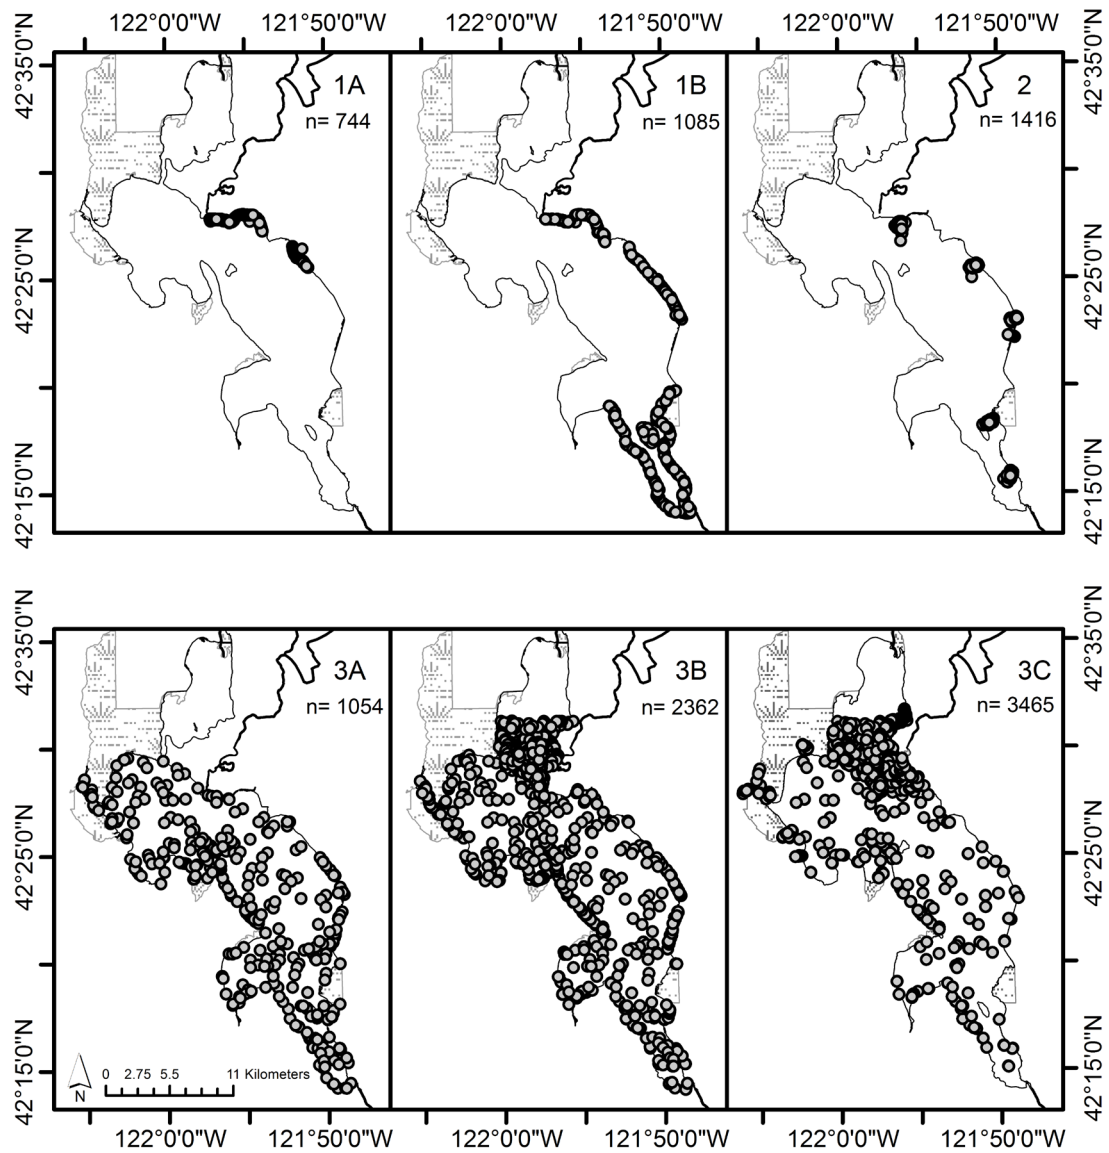 122°0'0"W 121°50'0"W 122°0'0"W 121°50'0"W 122°0'0"W 121°50'0"W
42°35'0"N 42°35'0"N
1A 1B 2
n= 744 n= 1085 n= 1416
42°25'0"N 42°25'0"N
42°15'0"N 42°15'0"N
42°35'0"N 42°35'0"N
3A 3B 3C
n= 1054 n= 2362 n= 3465
42°25'0"N 42°25'0"N
42°15'0"N 42°15'0"N
0 2.75 5.5 11 Kilometers
N
122°0'0"W 121°50'0"W 122°0'0"W 121°50'0"W 122°0'0"W 121°50'0"W